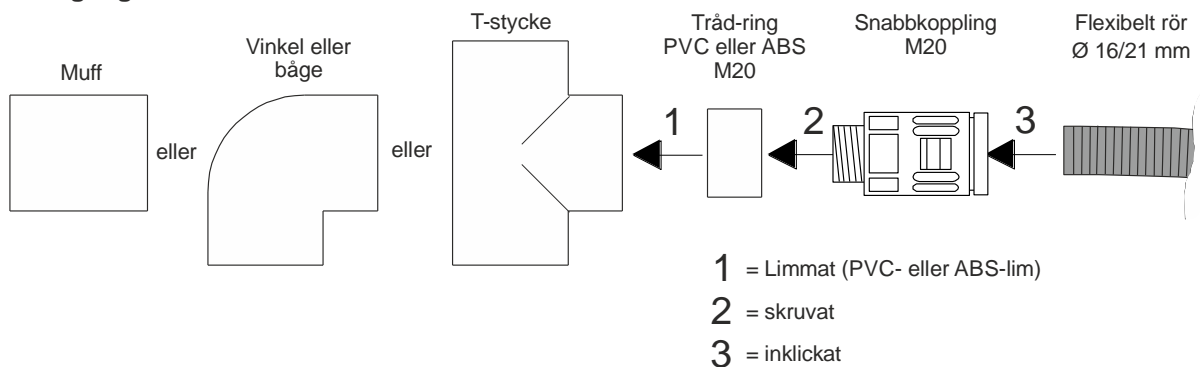 T-stycke
Tråd-ring
PVC eller ABS
M20
Snabbkoppling
M20
Flexibelt rör
Ø 16/21 mm
Vinkel eller
båge
Muff
eller
eller
1
2
3
1 = Limmat (PVC- eller ABS-lim)
2 = skruvat
3 = inklickat